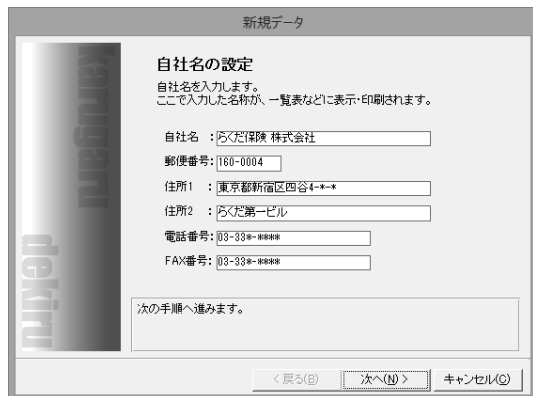 新規データ
karugaru
dekiru
自社名の設定
自社名を入力します。
ここで入力した名称が、一覧表などに表示・印刷されます。
自社名 :らくだ保険 株式会社
郵便番号:160-0004
住所1 :東京都新宿区四谷4-*-*
住所2 :らくだ第一ビル
電話番号:03-33*-****
FAX番号:03-33*-****
次の手順へ進みます。
< 戻る(B) 次へ(N) > キャンセル(C)